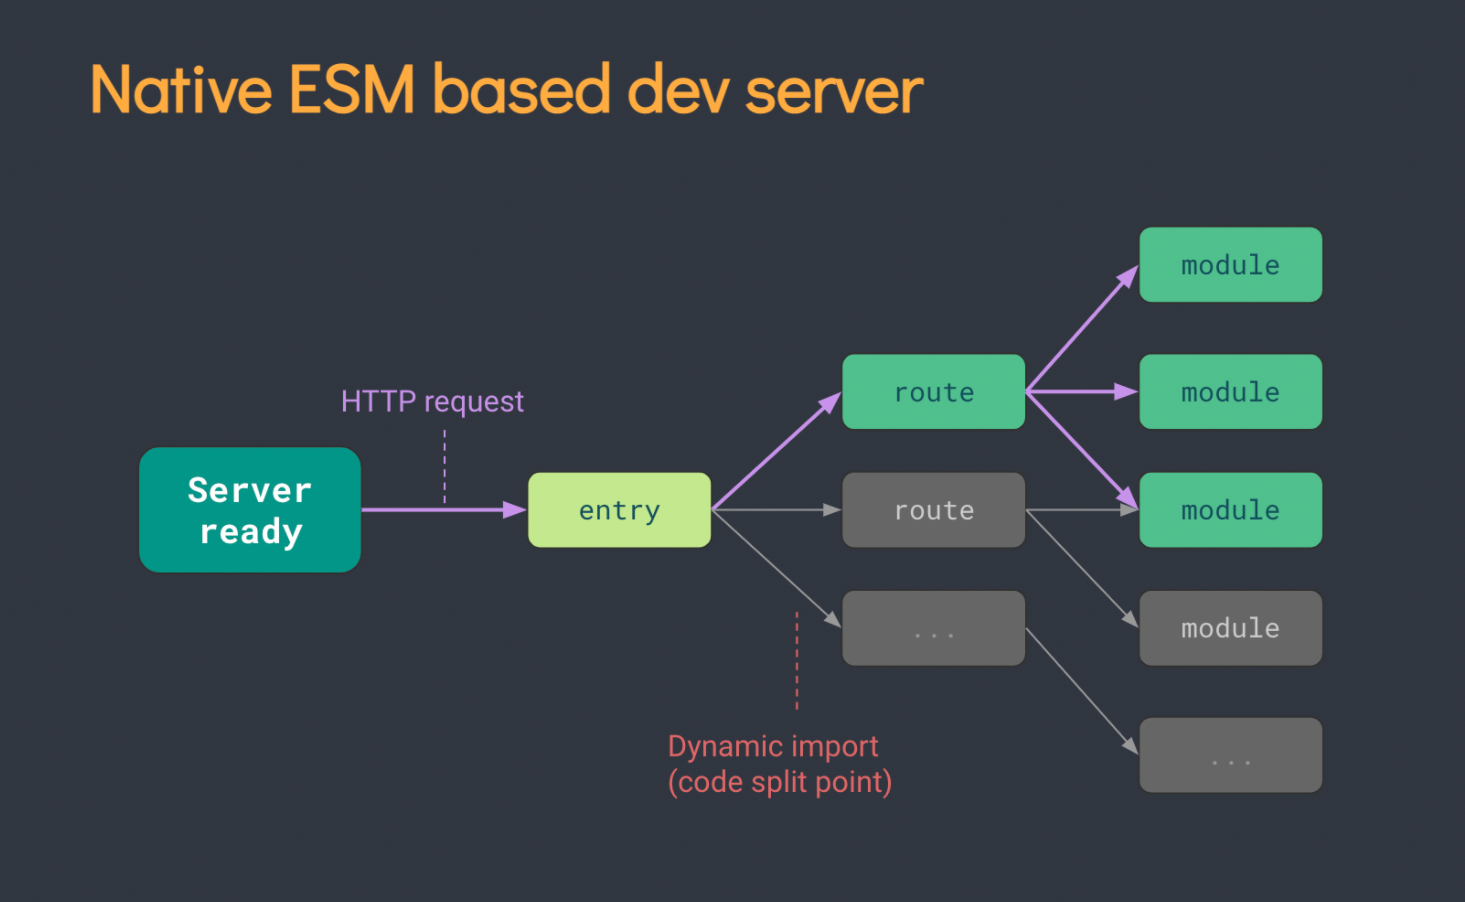 Native ESM based dev server
HTTP request
Server
ready
entry
route
route
...
module
module
module
module
...
Dynamic import
(code split point)